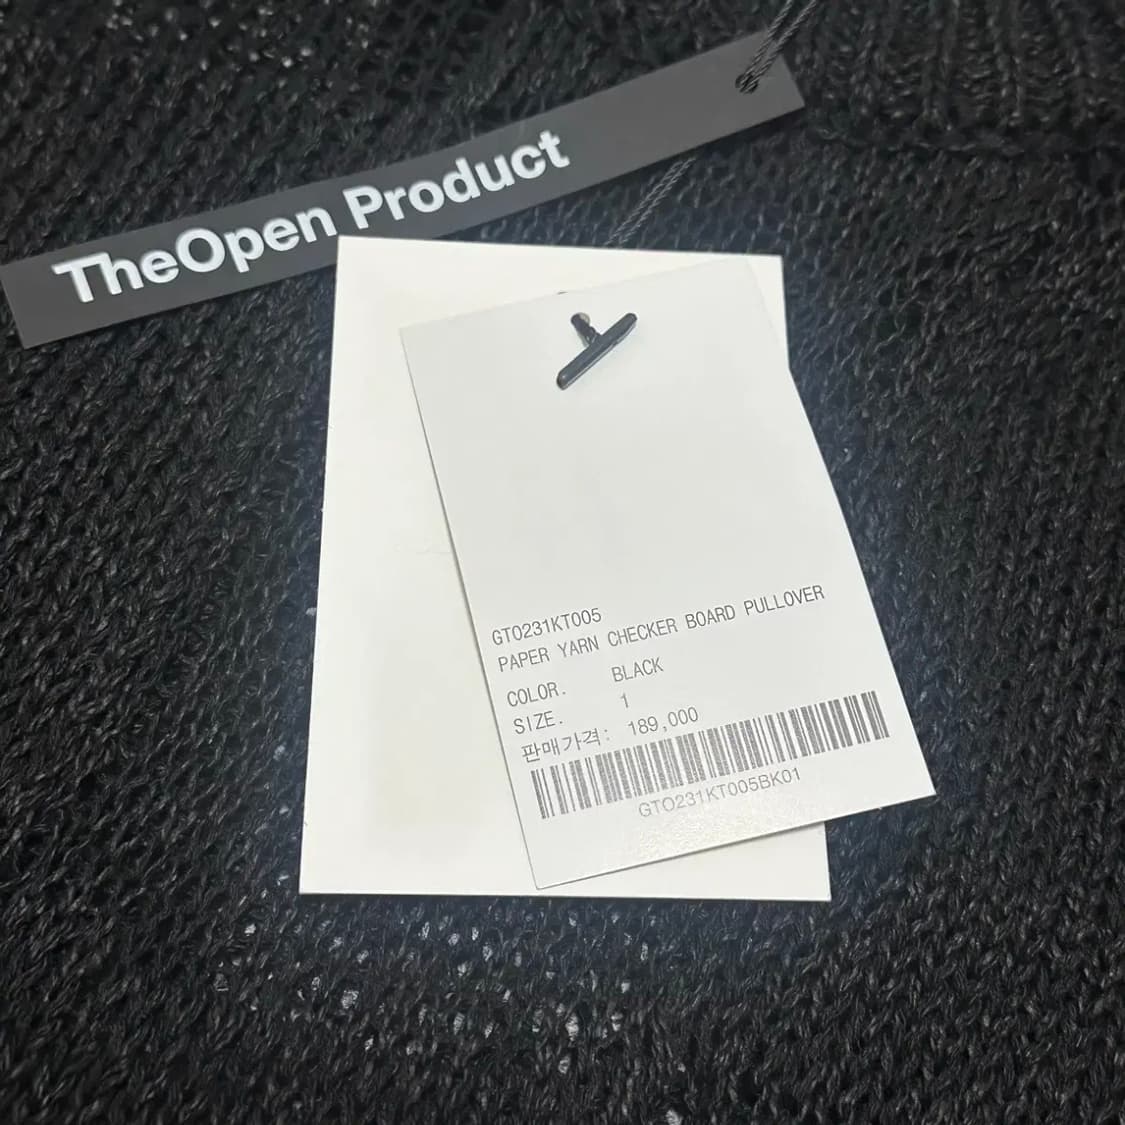 TheOpen Product
GTO231KT005
PAPER YARN CHECKER BOARD PULLOVER
COLOR. BLACK
SIZE. 1
판매가격: 189,000
GTO231KT005BK01